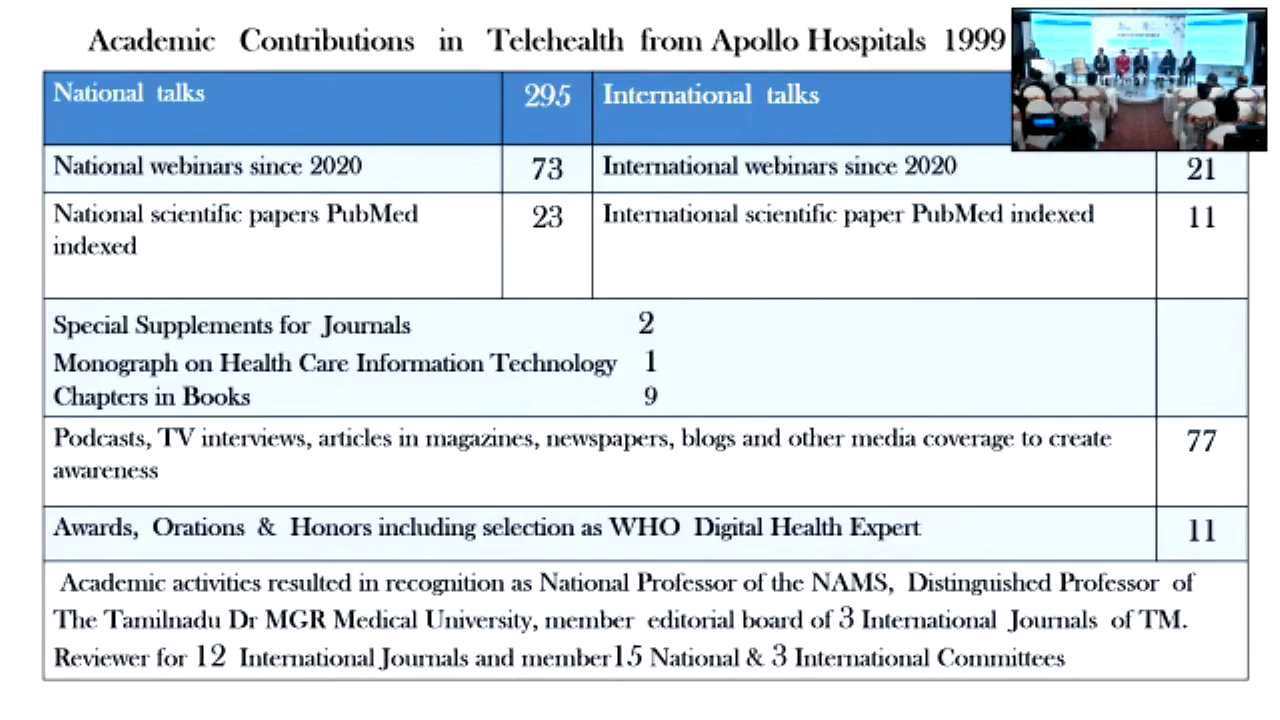 Academic Contributions in Telehealth from Apollo Hospitals 1999
National talks 295 International talks
National webinars since 2020 73 International webinars since 2020 21
National scientific papers PubMed 23 International scientific paper PubMed indexed 11
indexed
Special Supplements for Journals 2
Monograph on Health Care Information Technology 1
Chapters in Books 9
Podcasts, TV interviews, articles in magazines, newspapers, blogs and other media coverage to create 77
awareness
Awards, Orations & Honors including selection as WHO Digital Health Expert 11
Academic activities resulted in recognition as National Professor of the NAMS, Distinguished Professor of
The Tamilnadu Dr MGR Medical University, member editorial board of 3 International Journals of TM.
Reviewer for 12 International Journals and member15 National & 3 International Committees